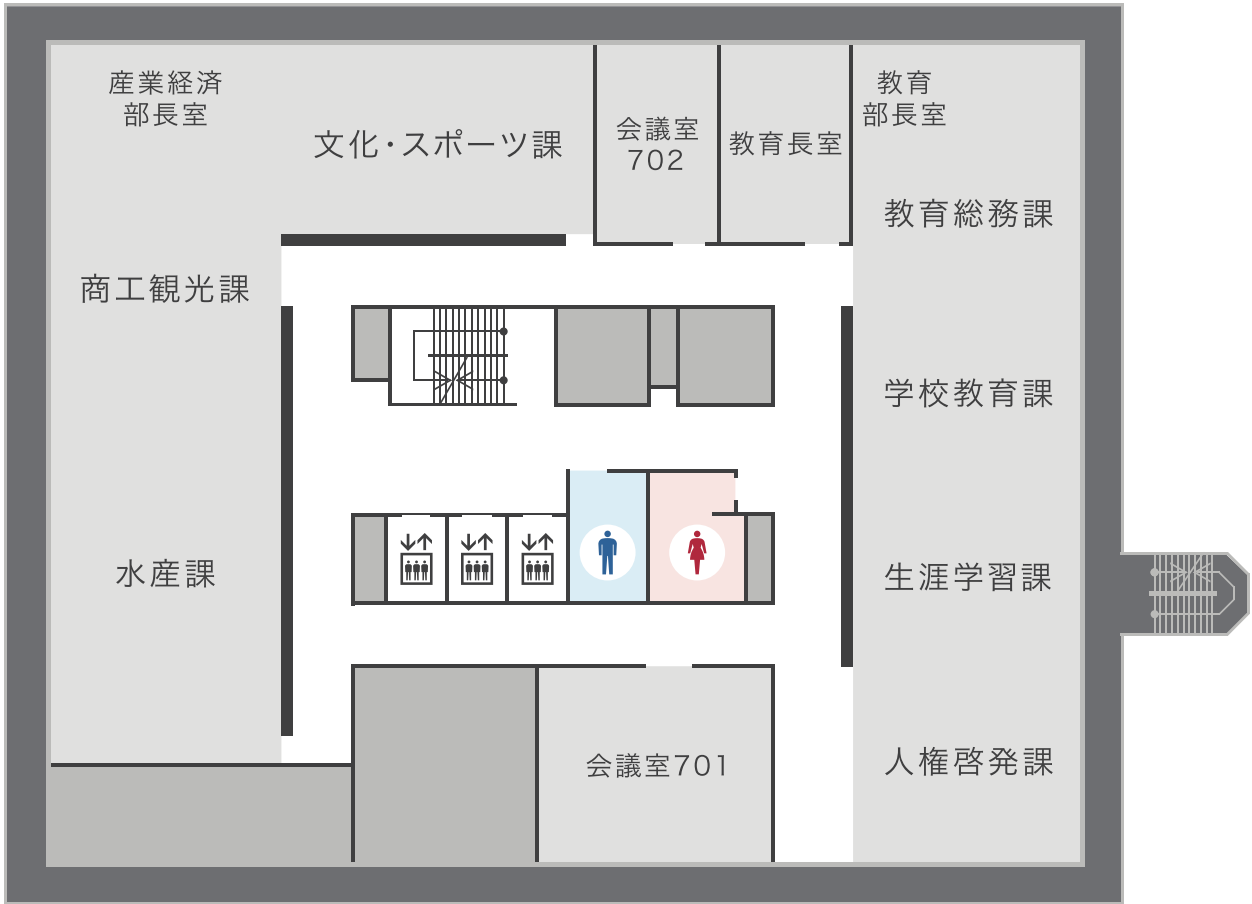 産業経済
部長室
文化・スポーツ課
会議室
702
教育長室
教育
部長室
教育総務課
商工観光課
学校教育課
水産課
生涯学習課
会議室701
人権啓発課